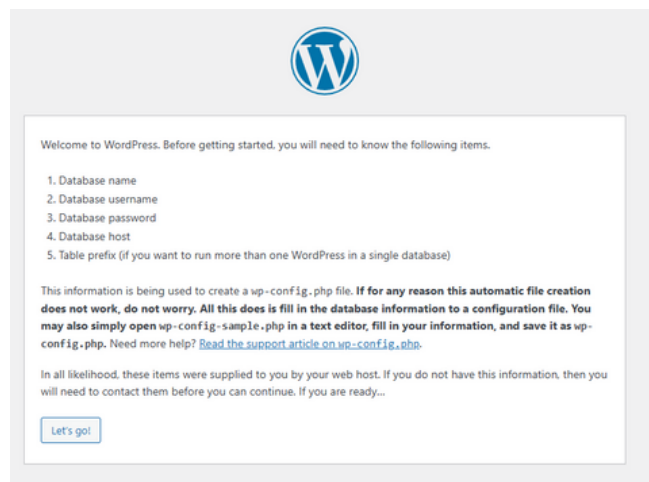 Welcome to WordPress. Before getting started, you will need to know the following items.
1. Database name
2. Database username
3. Database password
4. Database host
5. Table prefix (if you want to run more than one WordPress in a single database)
This information is being used to create a wp-config.php file. If for any reason this automatic file creation
does not work, do not worry. All this does is fill in the database information to a configuration file. You
may also simply open wp-config-sample.php in a text editor, fill in your information, and save it as wp-
config.php. Need more help? Read the support article on wp-config.php.
In all likelihood, these items were supplied to you by your web host. If you do not have this information, then you
will need to contact them before you can continue. If you are ready...
Let's go!